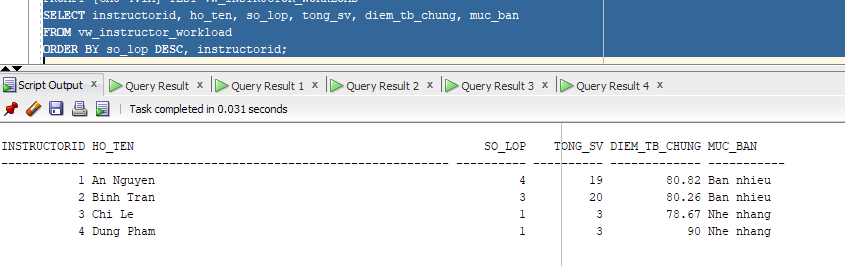 SELECT instructorid, ho_ten, so_lop, tong_sv, diem_tb_chung, muc_ban
FROM vw_instructor_workload
ORDER BY so_lop DESC, instructorid;
Script Output x Query Result x Query Result 1 x Query Result 2 x Query Result 3 x Query Result 4 x
Task completed in 0.031 seconds
INSTRUCTORID HO_TEN SO_LOP TONG_SV DIEM_TB_CHUNG MUC_BAN
------------ -------------------------------------------------- ---------- ---------- ------------- -----------
1 An Nguyen 4 19 80.82 Ban nhieu
2 Binh Tran 3 20 80.26 Ban nhieu
3 Chi Le 1 3 78.67 Nhe nhang
4 Dung Pham 1 3 90 Nhe nhang